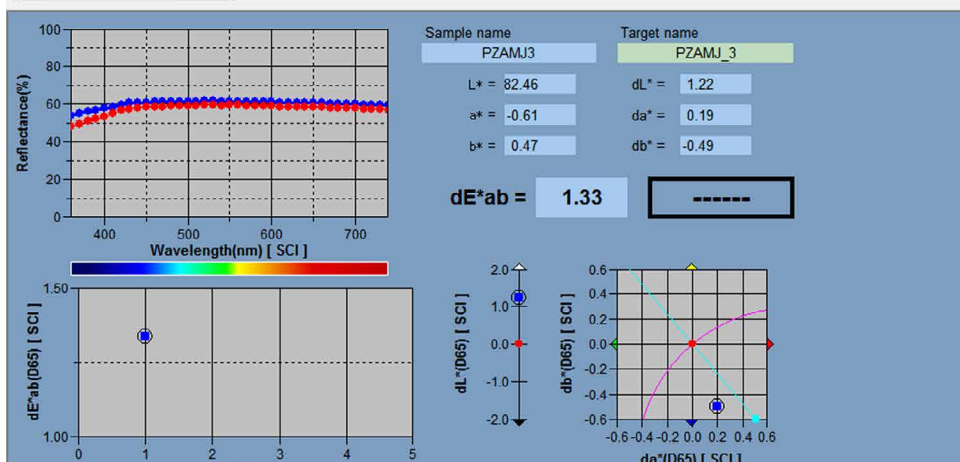 Sample name
Target name
PZAMJ3
PZAMJ_3
L* = 82.46
dL* = 1.22
a* = -0.61
da* = 0.19
b* = 0.47
db* = -0.49
dE*ab = 1.33
------
Reflectance(%)
100
80
60
40
20
0
400 500 600 700
Wavelength(nm) [ SCI ]
dE*ab(D65) [ SCI ]
1.50
1.00
0 1 2 3 4 5
dL*(D65) [ SCI ]
2.0
1.0
0.0
-1.0
-2.0
db*(D65) [ SCI ]
0.6
0.4
0.2
0.0
-0.2
-0.4
-0.6
-0.6 -0.4 -0.2 0.0 0.2 0.4 0.6
da*(D65) [ SCI ]